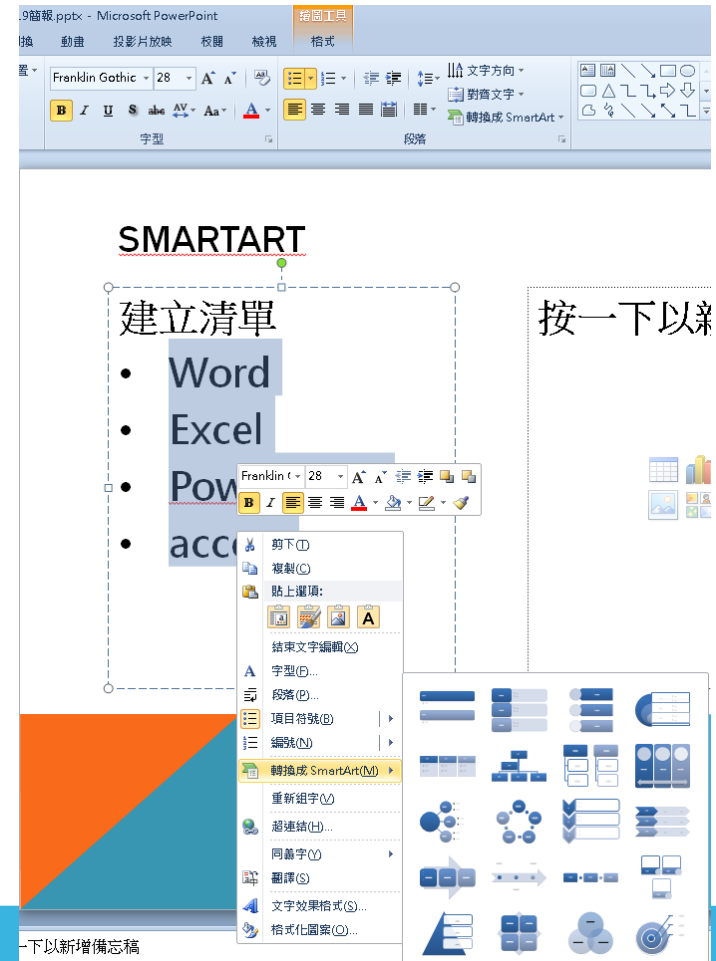 .9簡報.pptx - Microsoft PowerPoint
繪圖工具
動畫 投影片放映 校閱 檢視 格式
Franklin Gothic 28
文字方向
對齊文字
轉換成 SmartArt
B I U S abc AV Aa A
字型 段落
SMARTART
建立清單
按一下以新
• Word
• Excel
• Pow
• acc
Franklin ( 28
B I
剪下(T)
複製(C)
貼上選項:
結束文字編輯(X)
字型(F)...
段落(P)...
項目符號(B)
編號(N)
轉換成 SmartArt(M)
重新組字(V)
超連結(H)...
同義字(Y)
翻譯(S)
文字效果格式(S)...
格式化圖案(O)...
一下以新增備忘稿